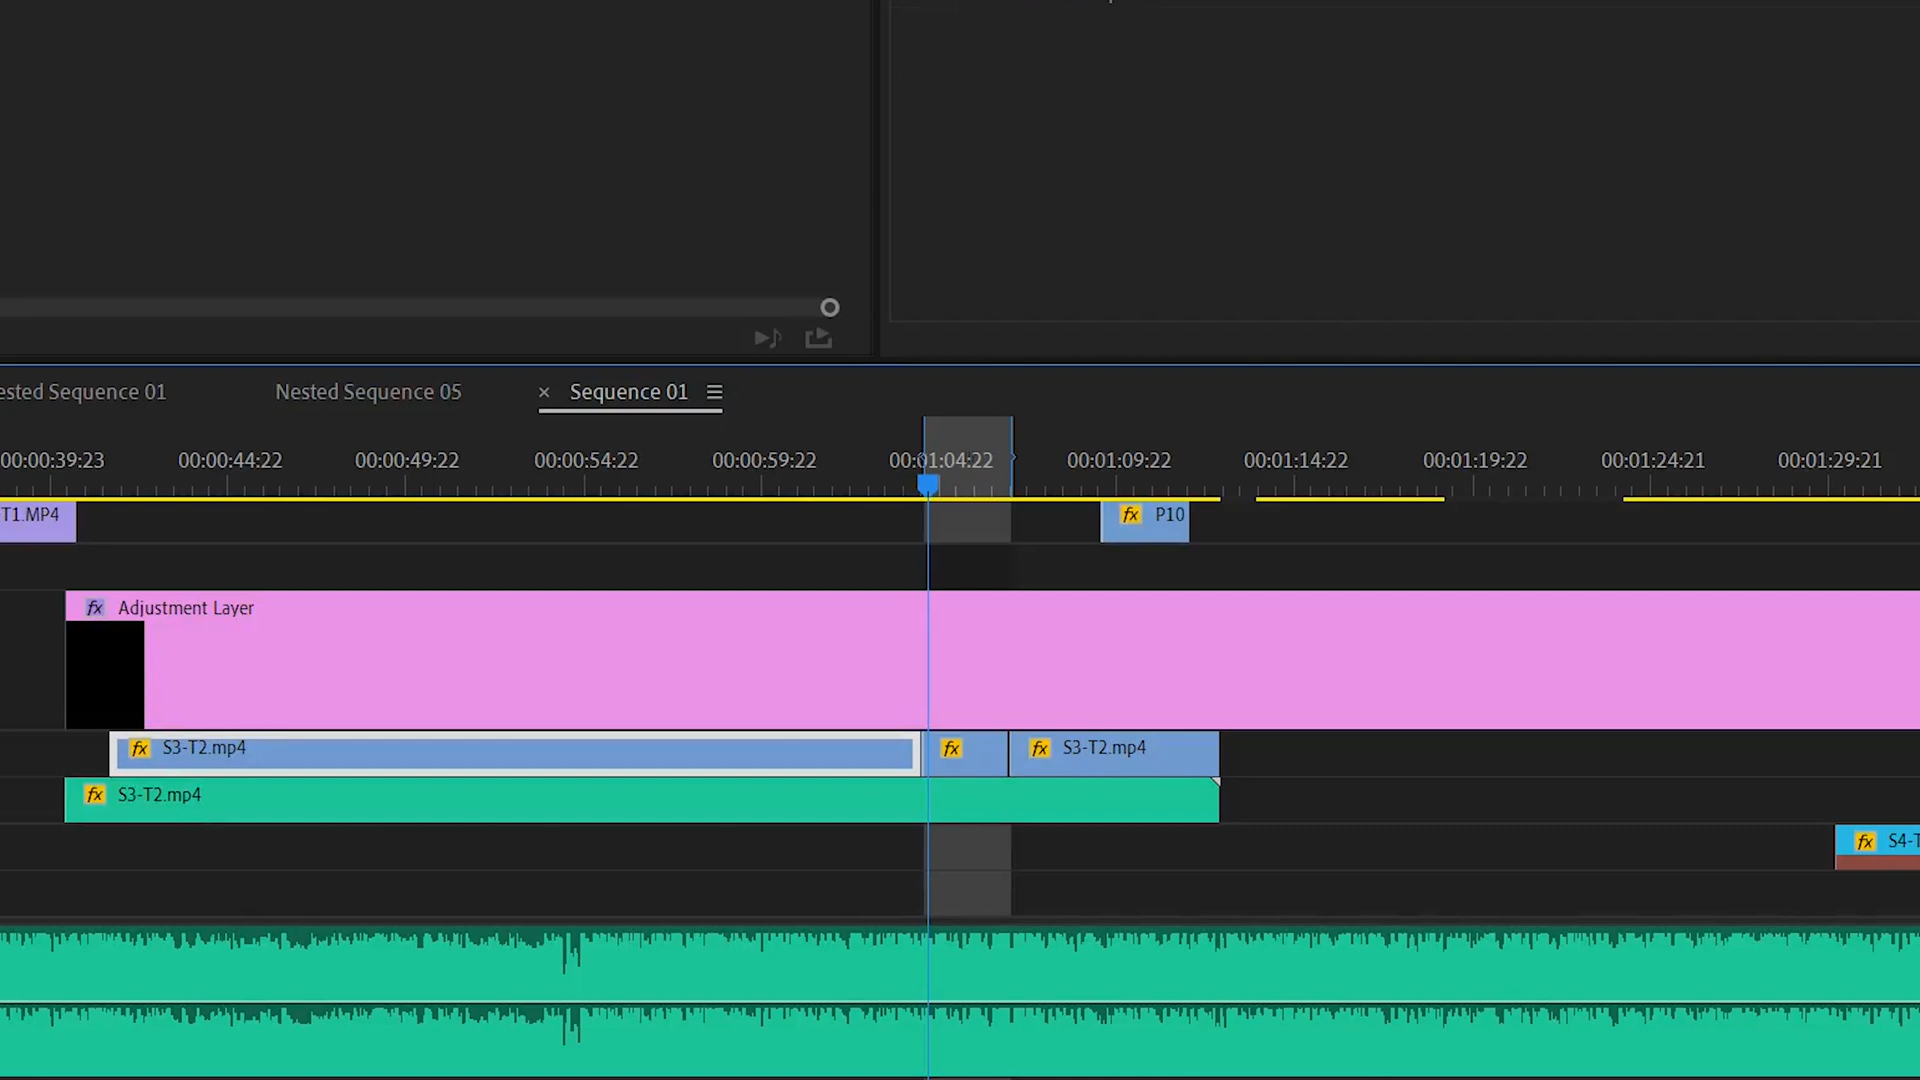 ested Sequence 01 Nested Sequence 05 × Sequence 01
00:00:39:23 00:00:44:22 00:00:49:22 00:00:54:22 00:00:59:22 00:01:04:22 00:01:09:22 00:01:14:22 00:01:19:22 00:01:24:21 00:01:29:21
T1.MP4 fx P10
fx Adjustment Layer
fx S3-T2.mp4 fx fx S3-T2.mp4
fx S3-T2.mp4
fx S4-T